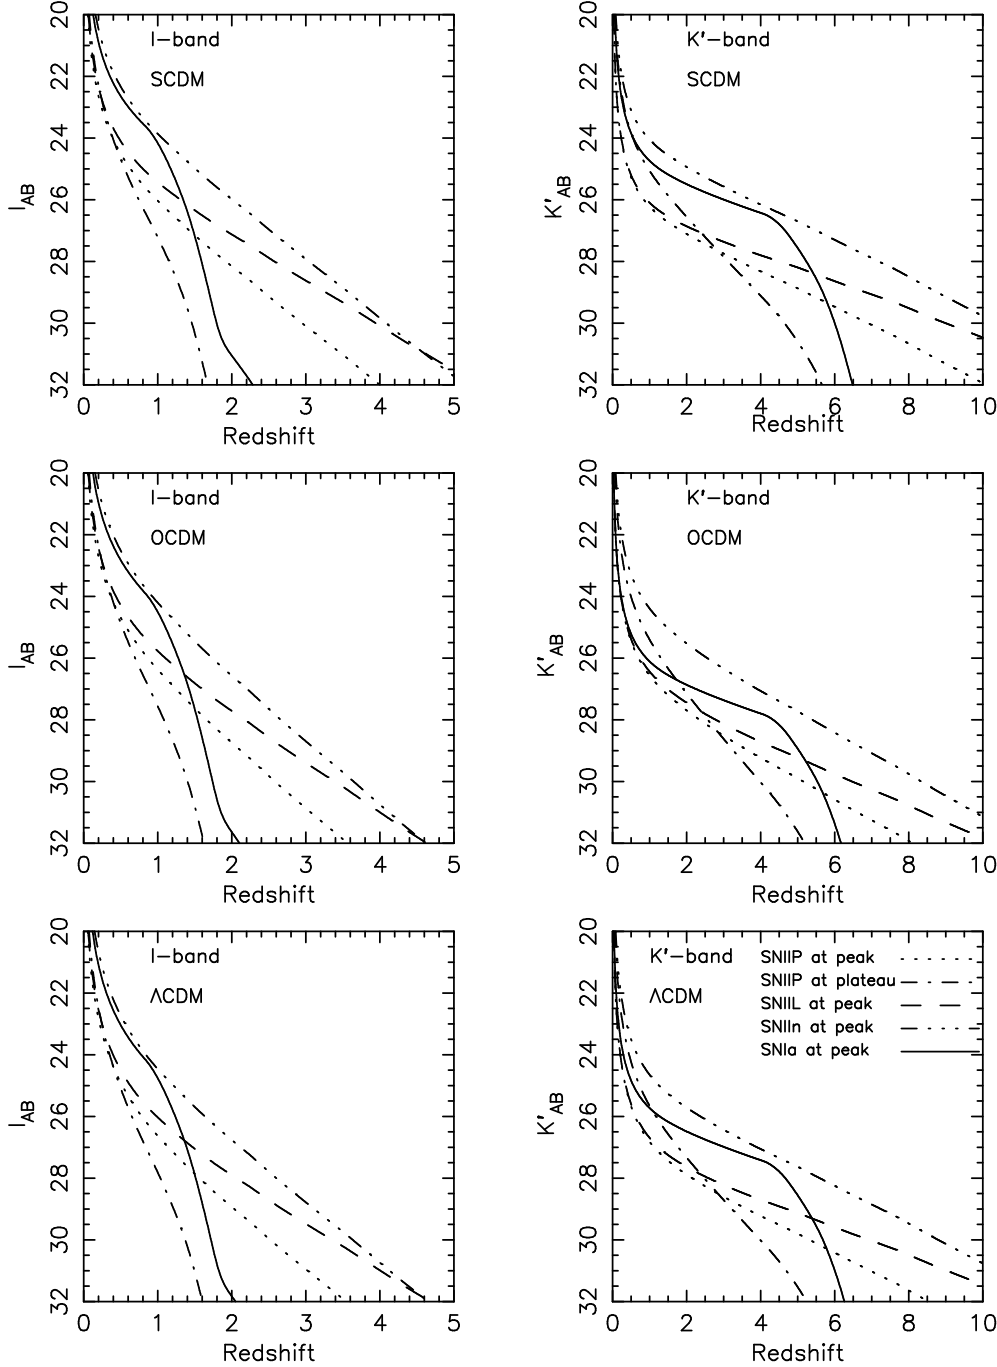 I-band
SCDM
20 22 24 26 28 30 32
I_AB
0 1 2 3 4 5
Redshift
K'-band
SCDM
20 22 24 26 28 30 32
K'_AB
0 2 4 6 8 10
Redshift
I-band
OCDM
20 22 24 26 28 30 32
I_AB
0 1 2 3 4 5
Redshift
K'-band
OCDM
20 22 24 26 28 30 32
K'_AB
0 2 4 6 8 10
Redshift
I-band
ΛCDM
20 22 24 26 28 30 32
I_AB
0 1 2 3 4 5
Redshift
K'-band
ΛCDM
SNIIP at peak
SNIIP at plateau
SNIIL at peak
SNIIn at peak
SNIa at peak
20 22 24 26 28 30 32
K'_AB
0 2 4 6 8 10
Redshift